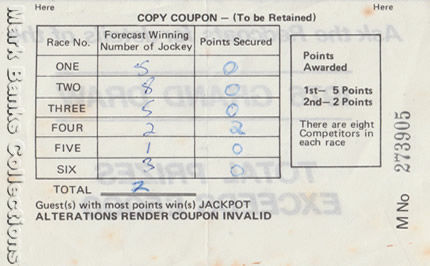 Here
Here
COPY COUPON — (To be Retained)
Race No. Forecast Winning Number of Jockey Points Secured
ONE 5 0
TWO 8 0
THREE 5 0
FOUR 2 2
FIVE 1 0
SIX 3 0
TOTAL 2
Guest(s) with most points win(s) JACKPOT
ALTERATIONS RENDER COUPON INVALID
Points
Awarded
1st— 5 Points
2nd— 2 Points
There are eight
Competitors in
each race
M No 273905
Mark Banks Collections